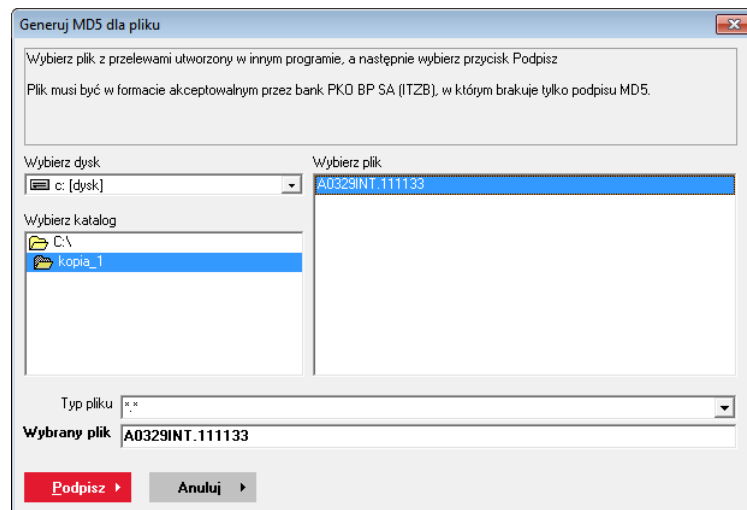 Generuj MD5 dla pliku
Wybierz plik z przelewami utworzony w innym programie, a następnie wybierz przycisk Podpisz
Plik musi być w formacie akceptowalnym przez bank PKO BP SA (ITZB), w którym brakuje tylko podpisu MD5.
Wybierz dysk
c: [dysk]
Wybierz katalog
C:\
kopia_1
Wybierz plik
A0329INT.111133
Typ pliku *.*
Wybrany plik A0329INT.111133
Podpisz
Anuluj